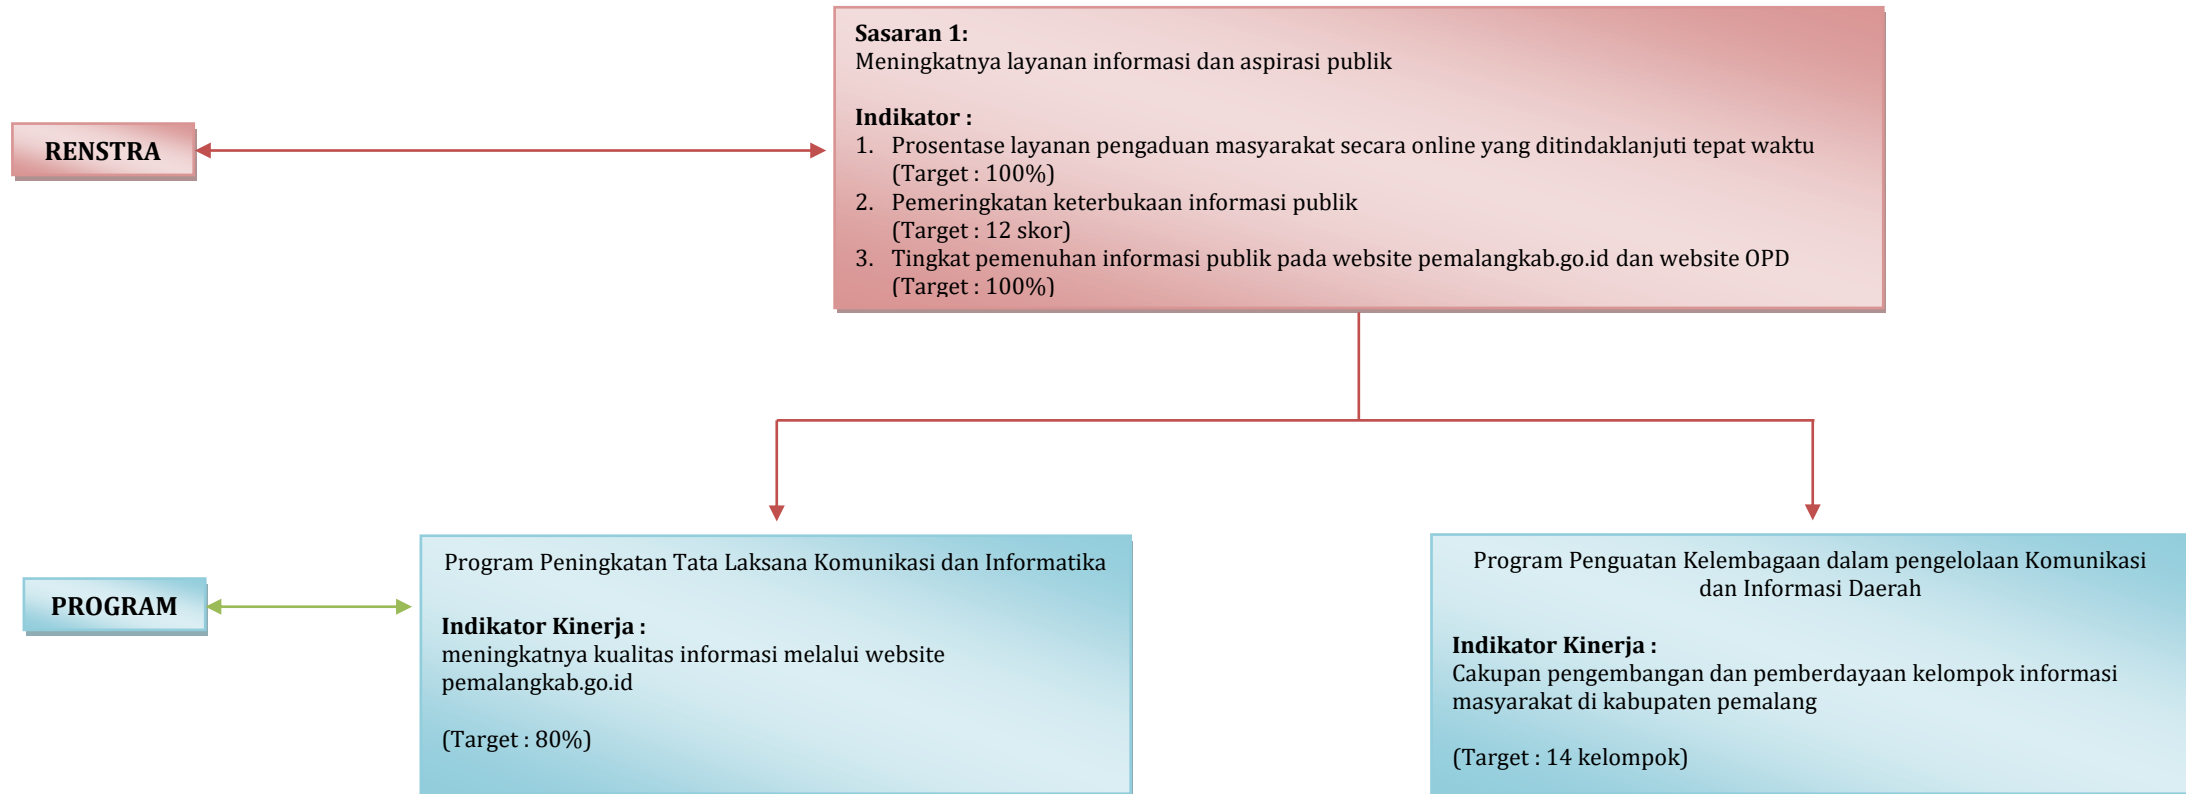 Sasaran 1:
Meningkatnya layanan informasi dan aspirasi publik
Indikator :
1. Prosentase layanan pengaduan masyarakat secara online yang ditindaklanjuti tepat waktu
(Target : 100%)
2. Pemeringkatan keterbukaan informasi publik
(Target : 12 skor)
3. Tingkat pemenuhan informasi publik pada website pemalangkab.go.id dan website OPD
(Target : 100%)
RENSTRA
PROGRAM
Program Peningkatan Tata Laksana Komunikasi dan Informatika
Indikator Kinerja :
meningkatnya kualitas informasi melalui website
pemalangkab.go.id
(Target : 80%)
Program Penguatan Kelembagaan dalam pengelolaan Komunikasi
dan Informasi Daerah
Indikator Kinerja :
Cakupan pengembangan dan pemberdayaan kelompok informasi
masyarakat di kabupaten pemalang
(Target : 14 kelompok)